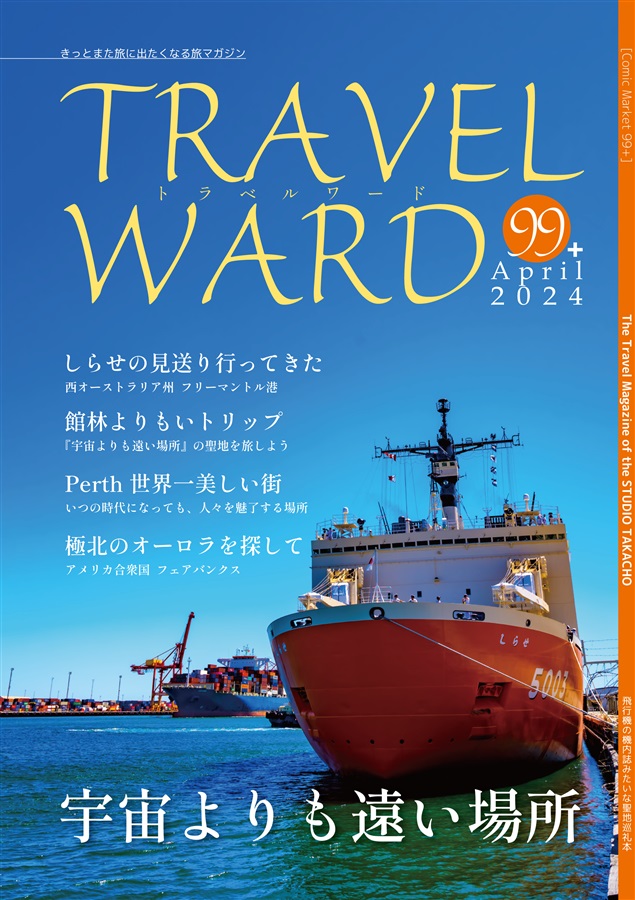 きっとまた旅に出たくなる旅マガジン
TRAVEL
トラベルワード
WARD
99+
April
2024
しらせの見送り行ってきた
西オーストラリア州 フリーマントル港
館林よりもいトリップ
『宇宙よりも遠い場所』の聖地を旅しよう
Perth 世界一美しい街
いつの時代になっても、人々を魅了する場所
極北のオーロラを探して
アメリカ合衆国 フェアバンクス
しらせ
5003
せ
宇宙よりも遠い場所
[Comic Market 99+]
The Travel Magazine of the STUDIO TAKACHO
飛行機の機内誌みたいな聖地巡礼本